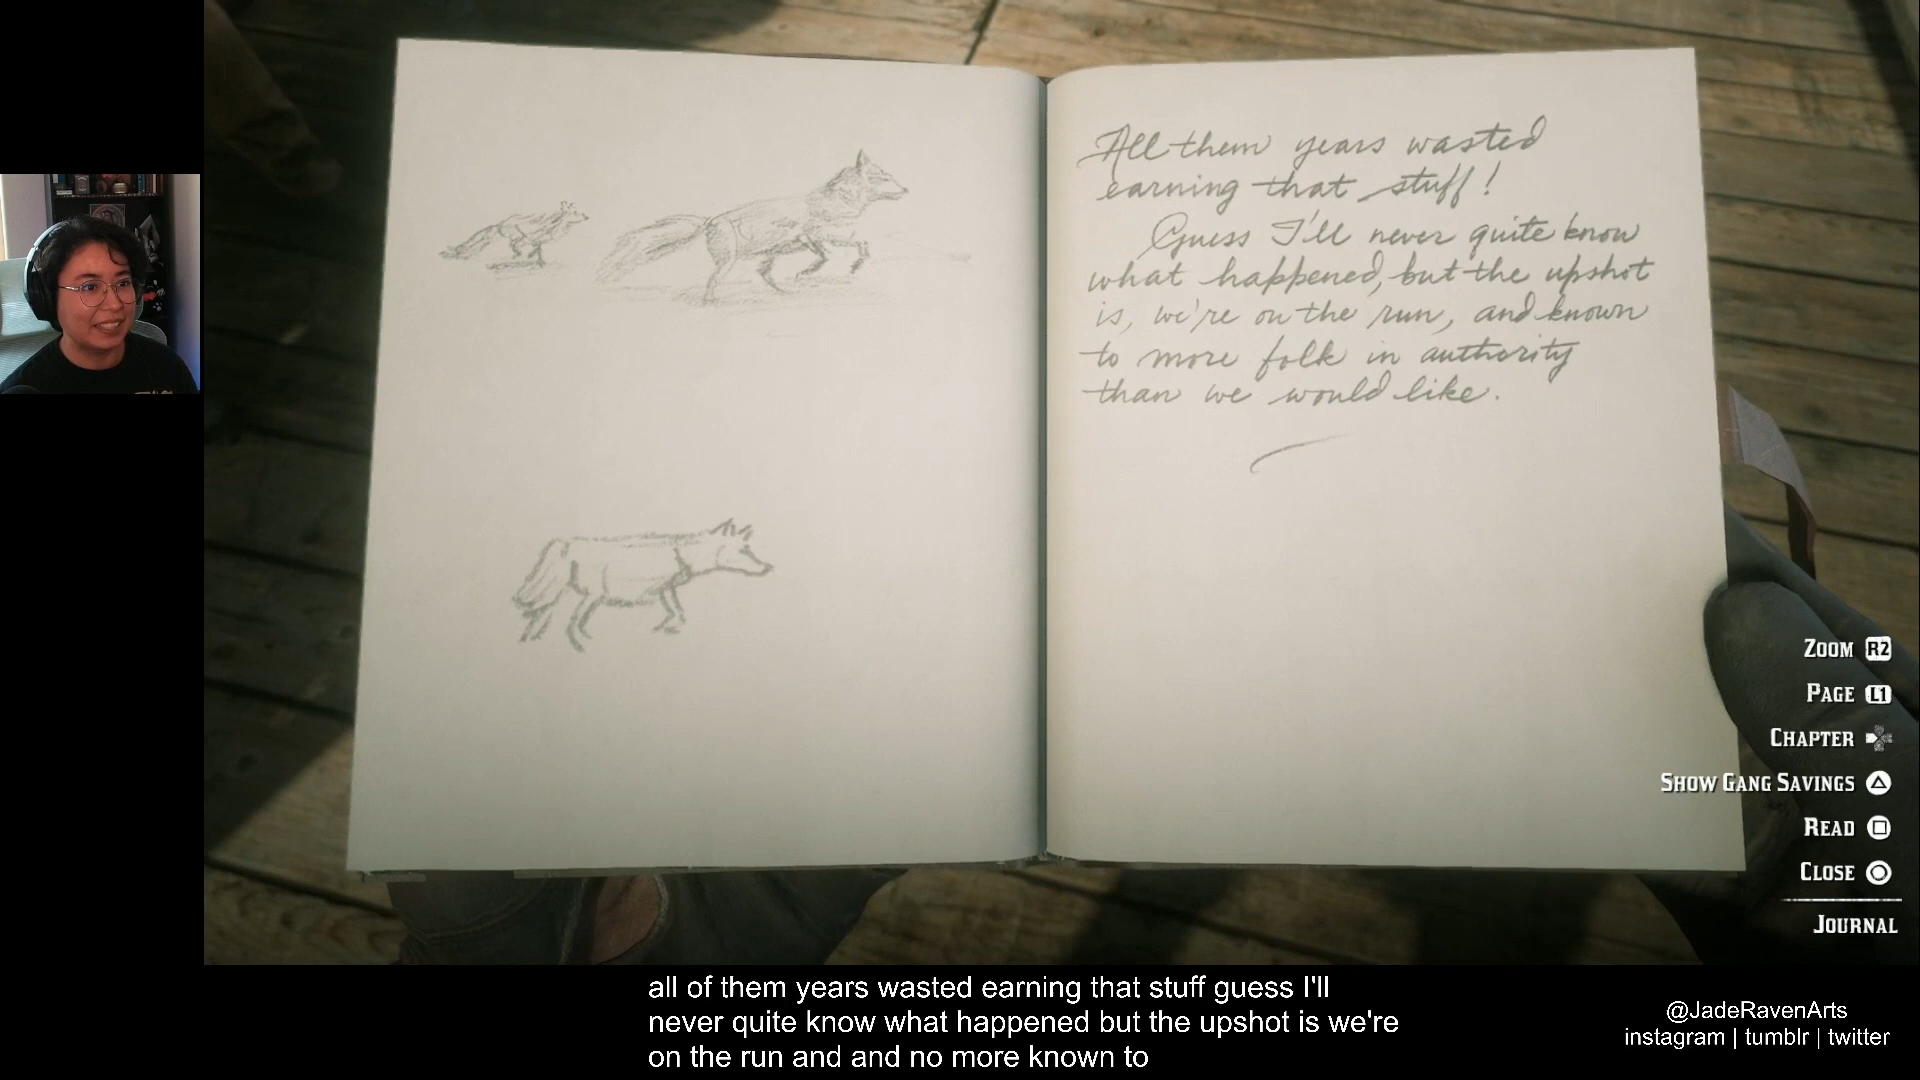 All them years wasted
earning that stuff!
Guess I'll never quite know
what happened, but the upshot
is, we're on the run, and known
to more folk in authority
than we would like.
ZOOM R2
PAGE L1
CHAPTER
SHOW GANG SAVINGS
READ
CLOSE
JOURNAL
all of them years wasted earning that stuff guess I'll
never quite know what happened but the upshot is we're
on the run and and no more known to
@JadeRavenArts
instagram | tumblr | twitter